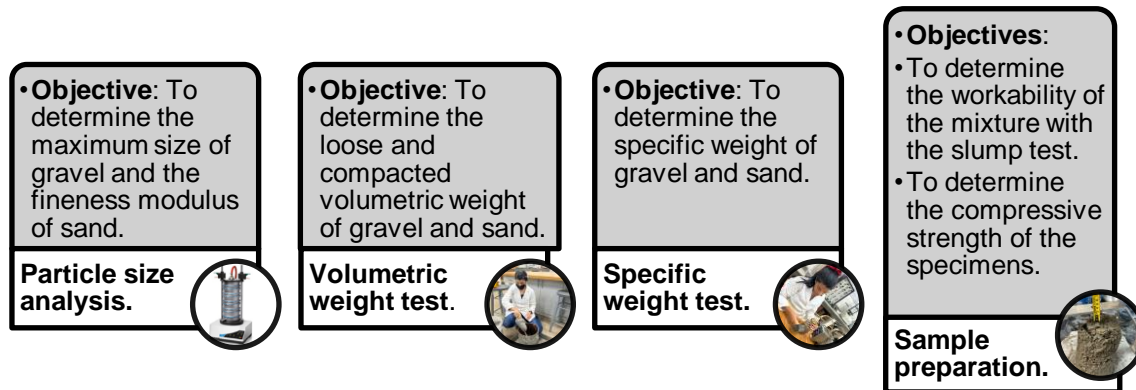 •Objective: To
determine the
maximum size of
gravel and the
fineness modulus
of sand.
Particle size
analysis.
•Objective: To
determine the
loose and
compacted
volumetric weight
of gravel and sand.
Volumetric
weight test.
•Objective: To
determine the
specific weight of
gravel and sand.
Specific
weight test.
•Objectives:
•To determine
the workability of
the mixture with
the slump test.
•To determine
the compressive
strength of the
specimens.
Sample
preparation.